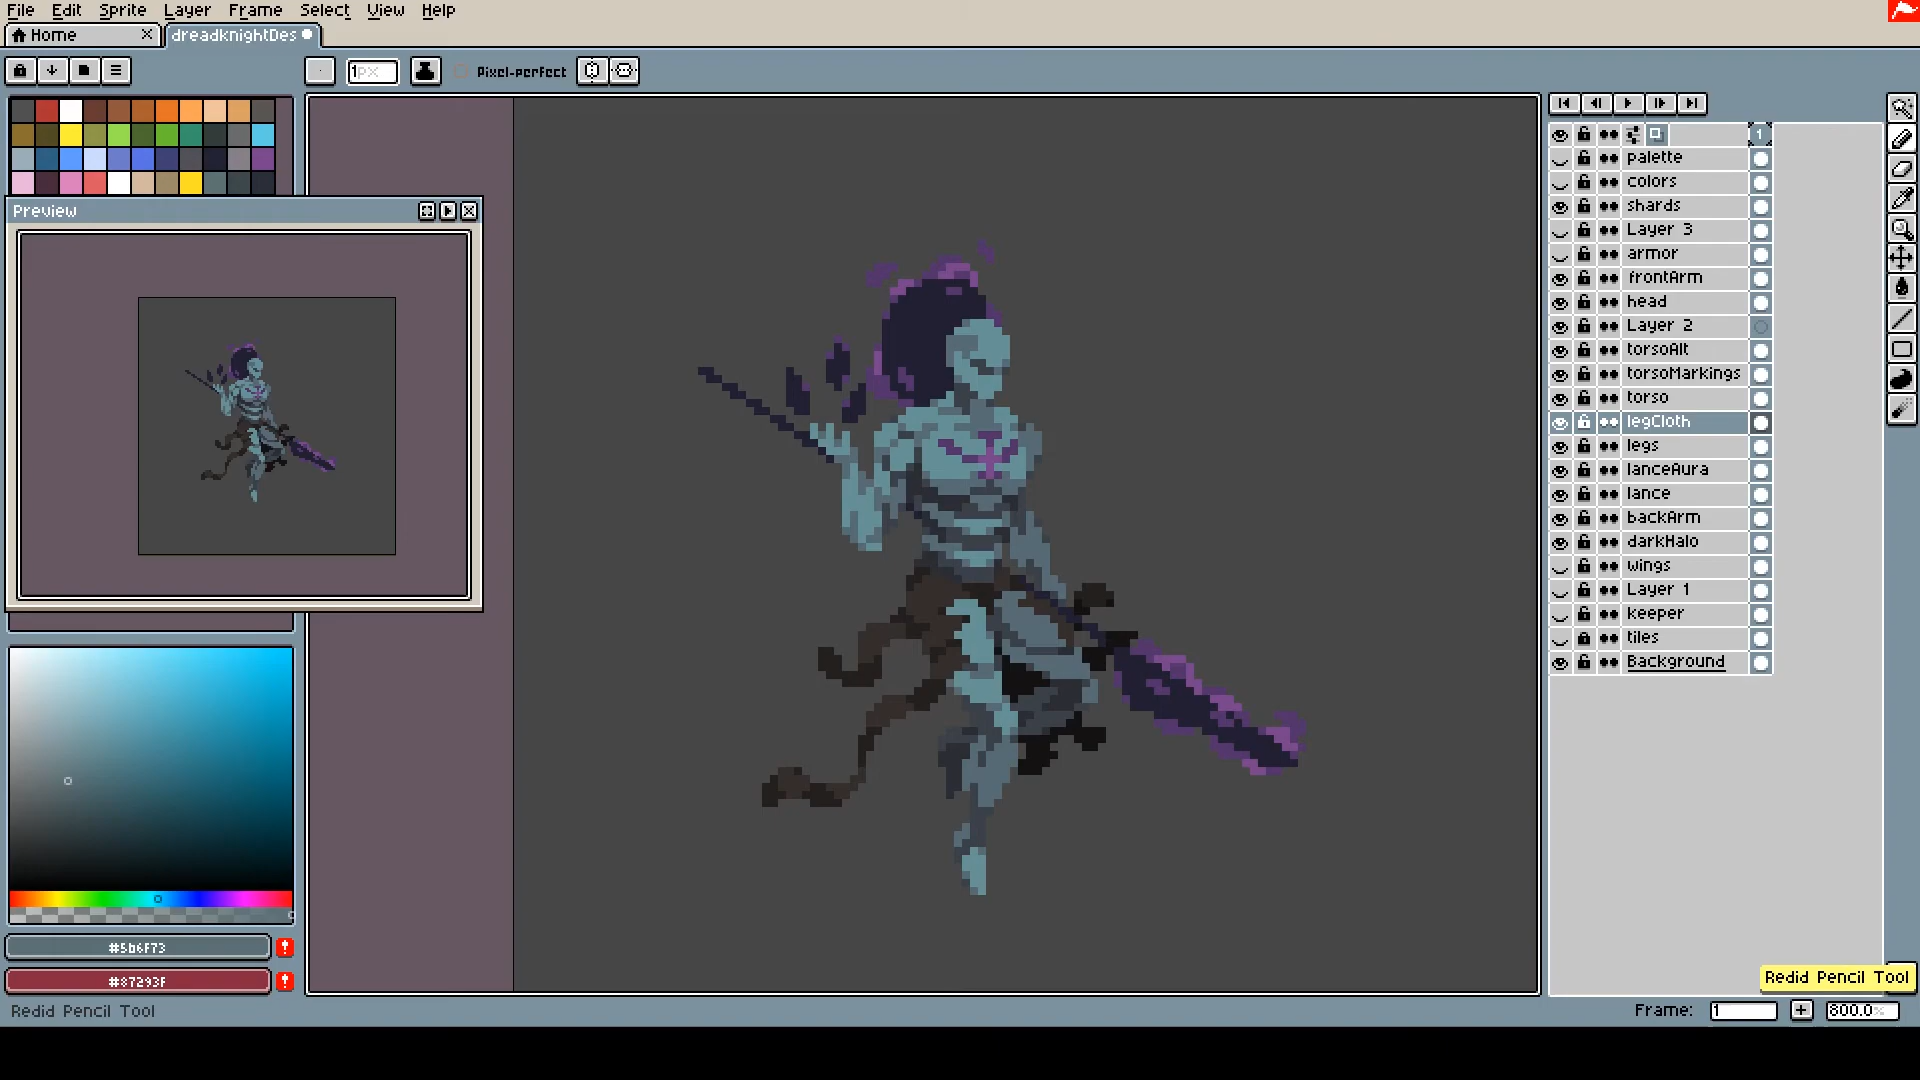 File Edit Sprite Layer Frame Select View Help
Home
dreadknightDes
1px
Pixel-perfect
Preview
1
palette
colors
shards
Layer 3
armor
frontArm
head
Layer 2
torsoAlt
torsoMarkings
torso
legCloth
legs
lanceAura
lance
backArm
darkHalo
wings
Layer 1
keeper
tiles
Background
#5b6F73
#87293F
Redid Pencil Tool
Redid Pencil Tool
Frame: 1 + 800.0%